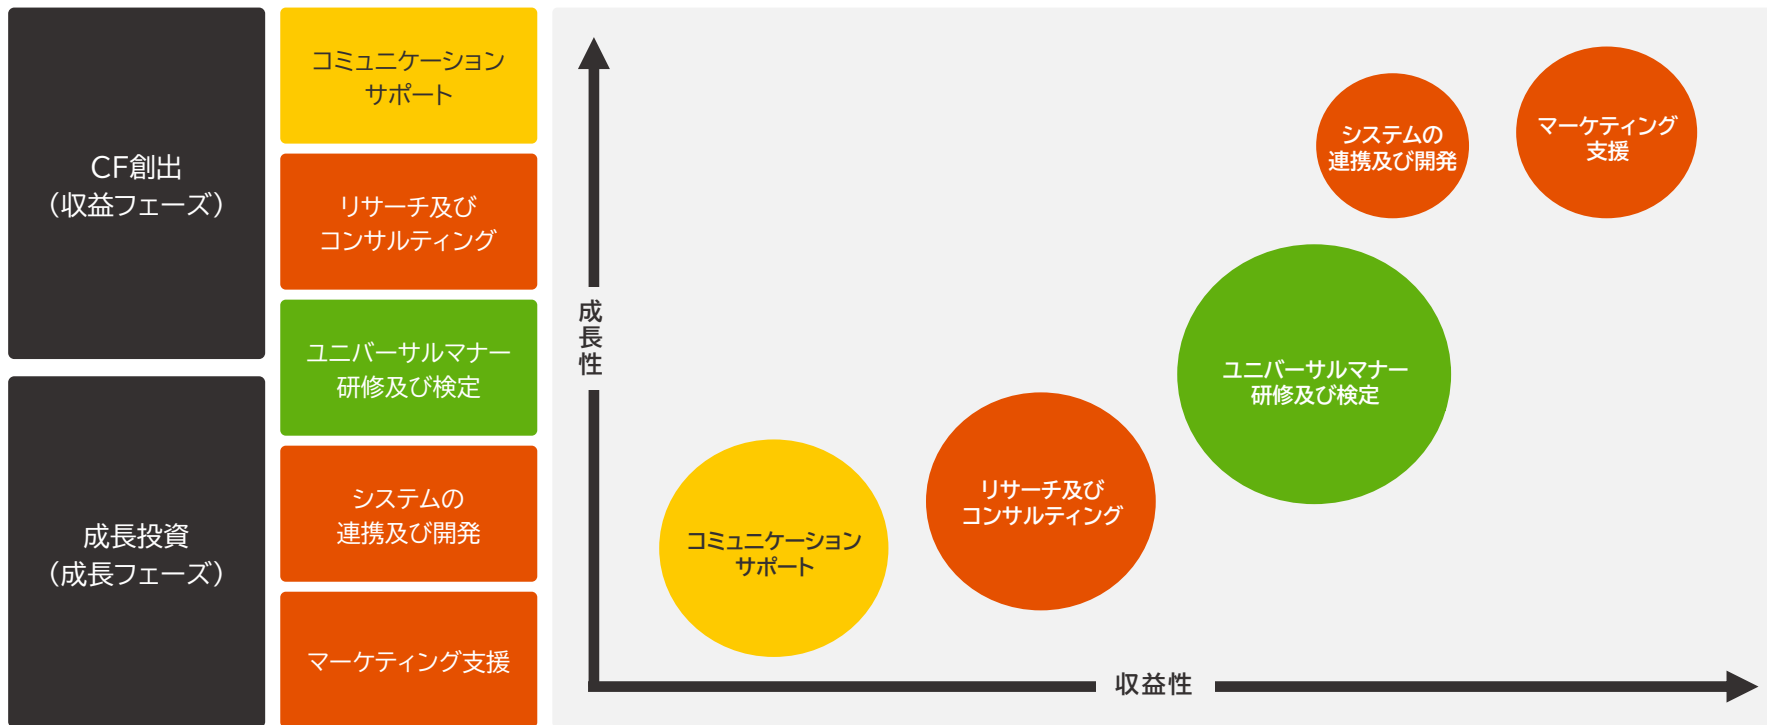 CF創出
（収益フェーズ）
成長投資
（成長フェーズ）
コミュニケーション
サポート
リサーチ及び
コンサルティング
ユニバーサルマナー
研修及び検定
システムの
連携及び開発
マーケティング支援
成長性
システムの
連携及び開発
マーケティング
支援
ユニバーサルマナー
研修及び検定
リサーチ及び
コンサルティング
コミュニケーション
サポート
収益性